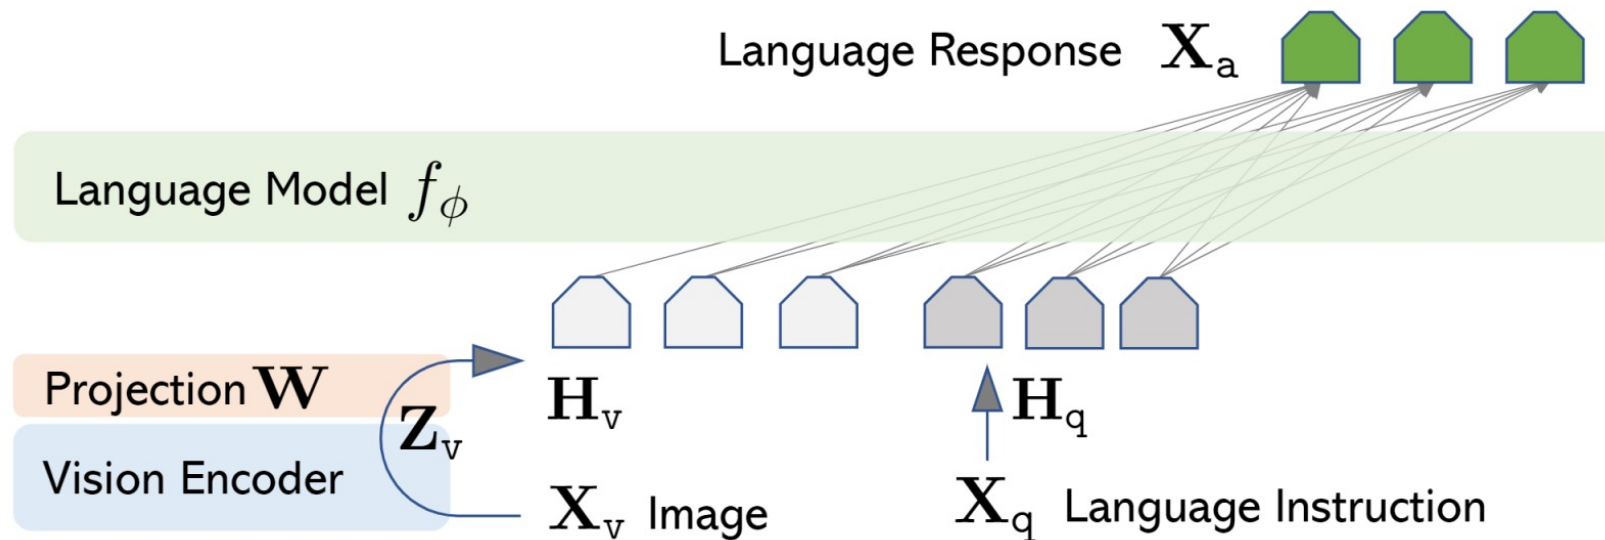 Language Response X_a
Language Model f_ϕ
Projection W
Z_v
H_v
H_q
Vision Encoder
X_v Image
X_q Language Instruction